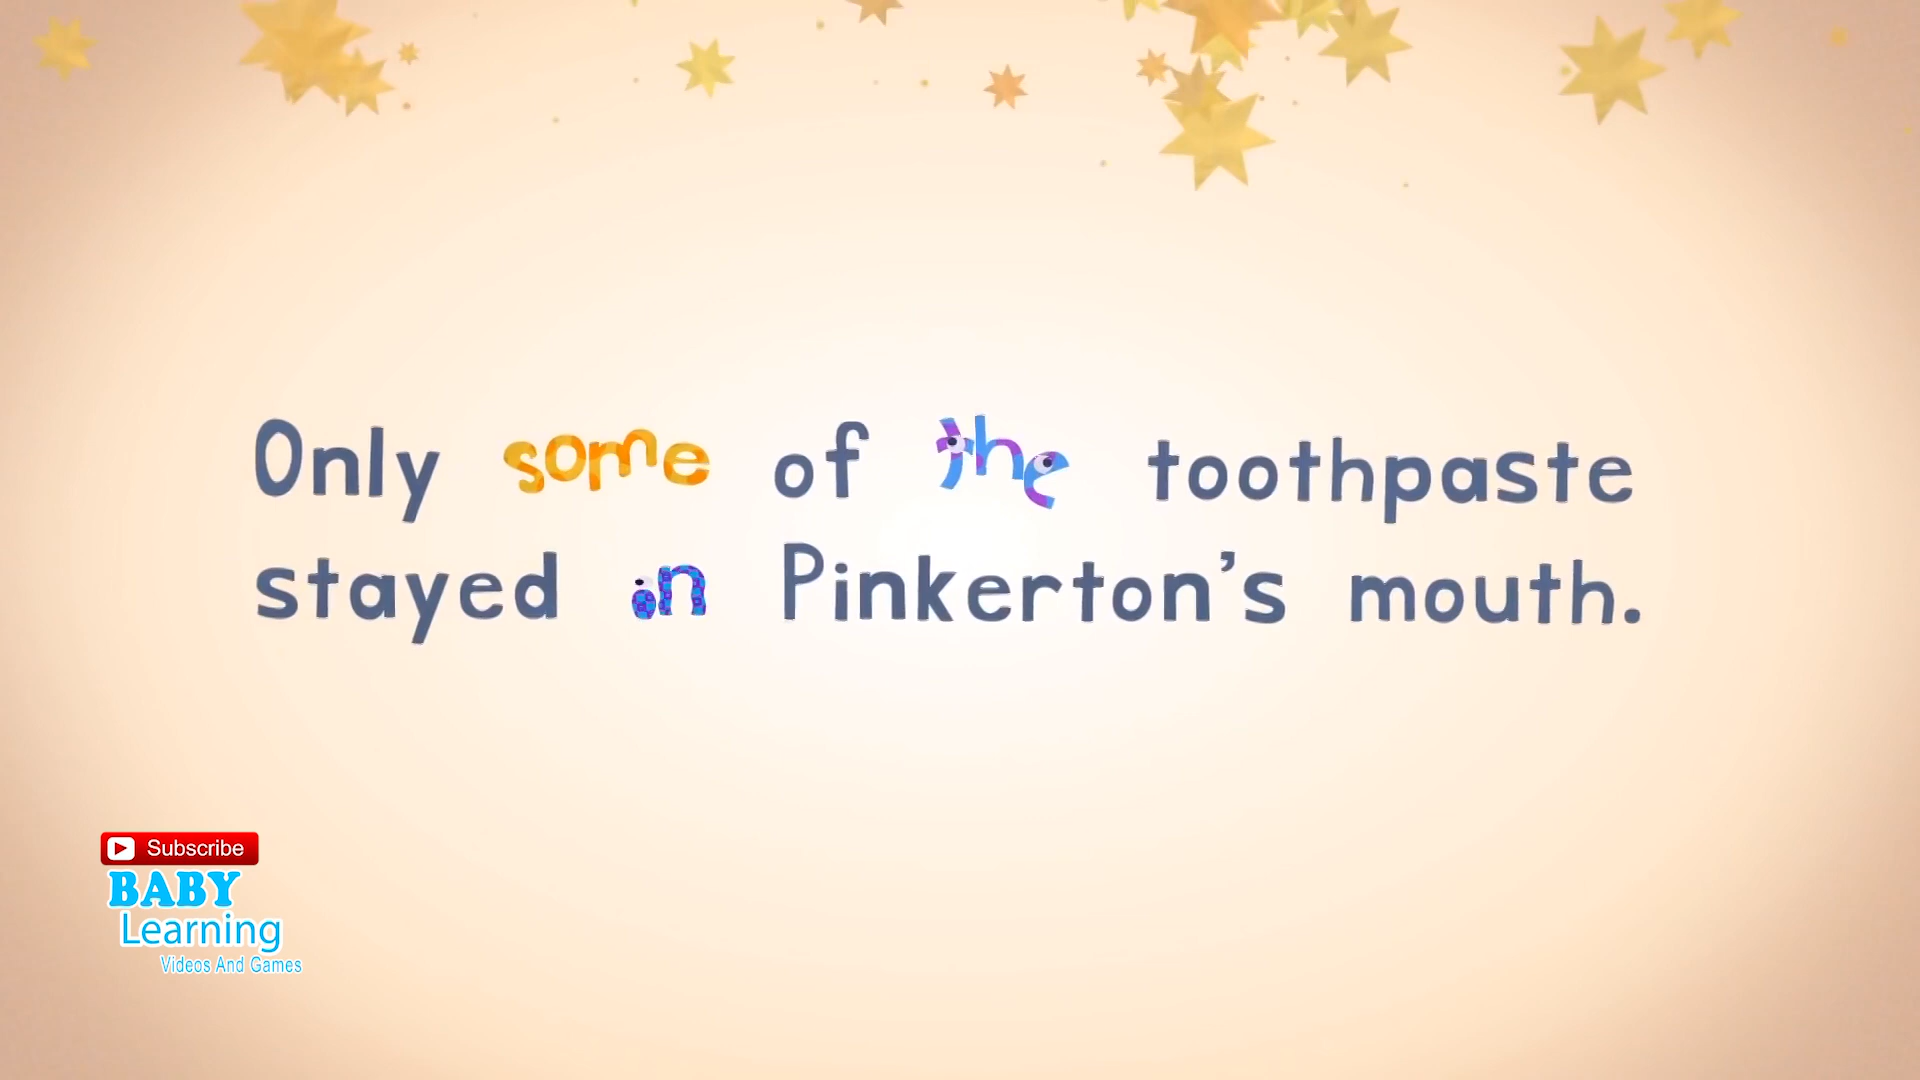 Only some of the toothpaste
stayed in Pinkerton's mouth.
Subscribe
BABY
Learning
Videos And Games